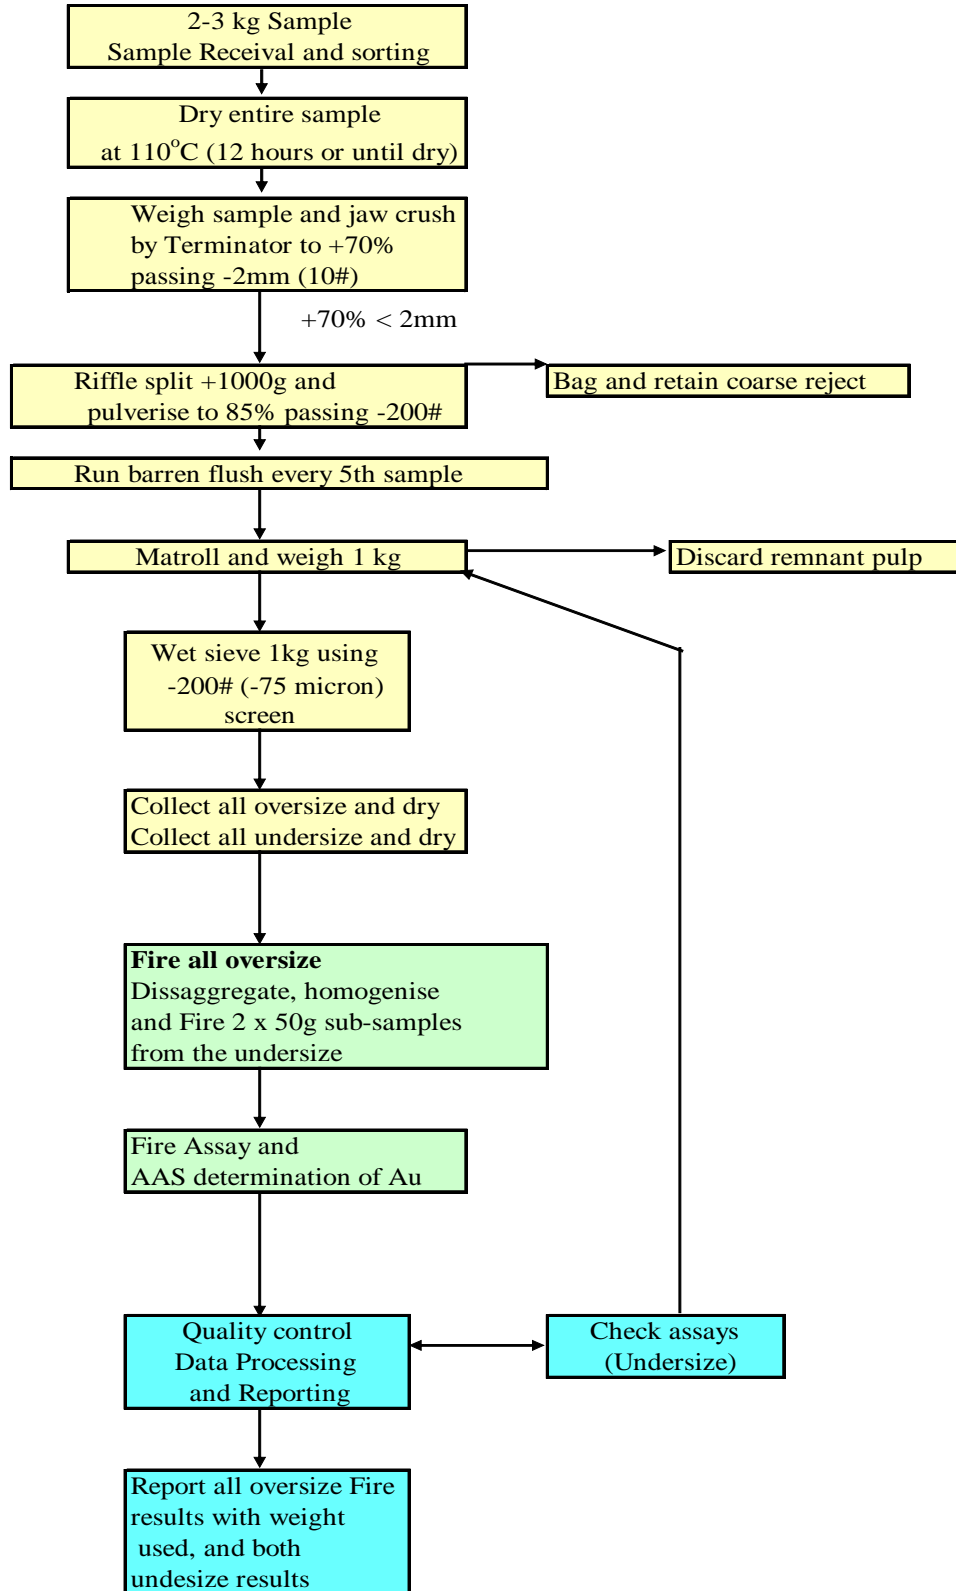 2-3 kg Sample
Sample Receival and sorting
Dry entire sample
at 110°C (12 hours or until dry)
Weigh sample and jaw crush
by Terminator to +70%
passing -2mm (10#)
+70% < 2mm
Riffle split +1000g and
pulverise to 85% passing -200#
Bag and retain coarse reject
Run barren flush every 5th sample
Matroll and weigh 1 kg
Discard remnant pulp
Wet sieve 1kg using
-200# (-75 micron)
screen
Collect all oversize and dry
Collect all undersize and dry
Fire all oversize
Dissaggregate, homogenise
and Fire 2 x 50g sub-samples
from the undersize
Fire Assay and
AAS determination of Au
Quality control
Data Processing
and Reporting
Check assays
(Undersize)
Report all oversize Fire
results with weight
used, and both
undesize results